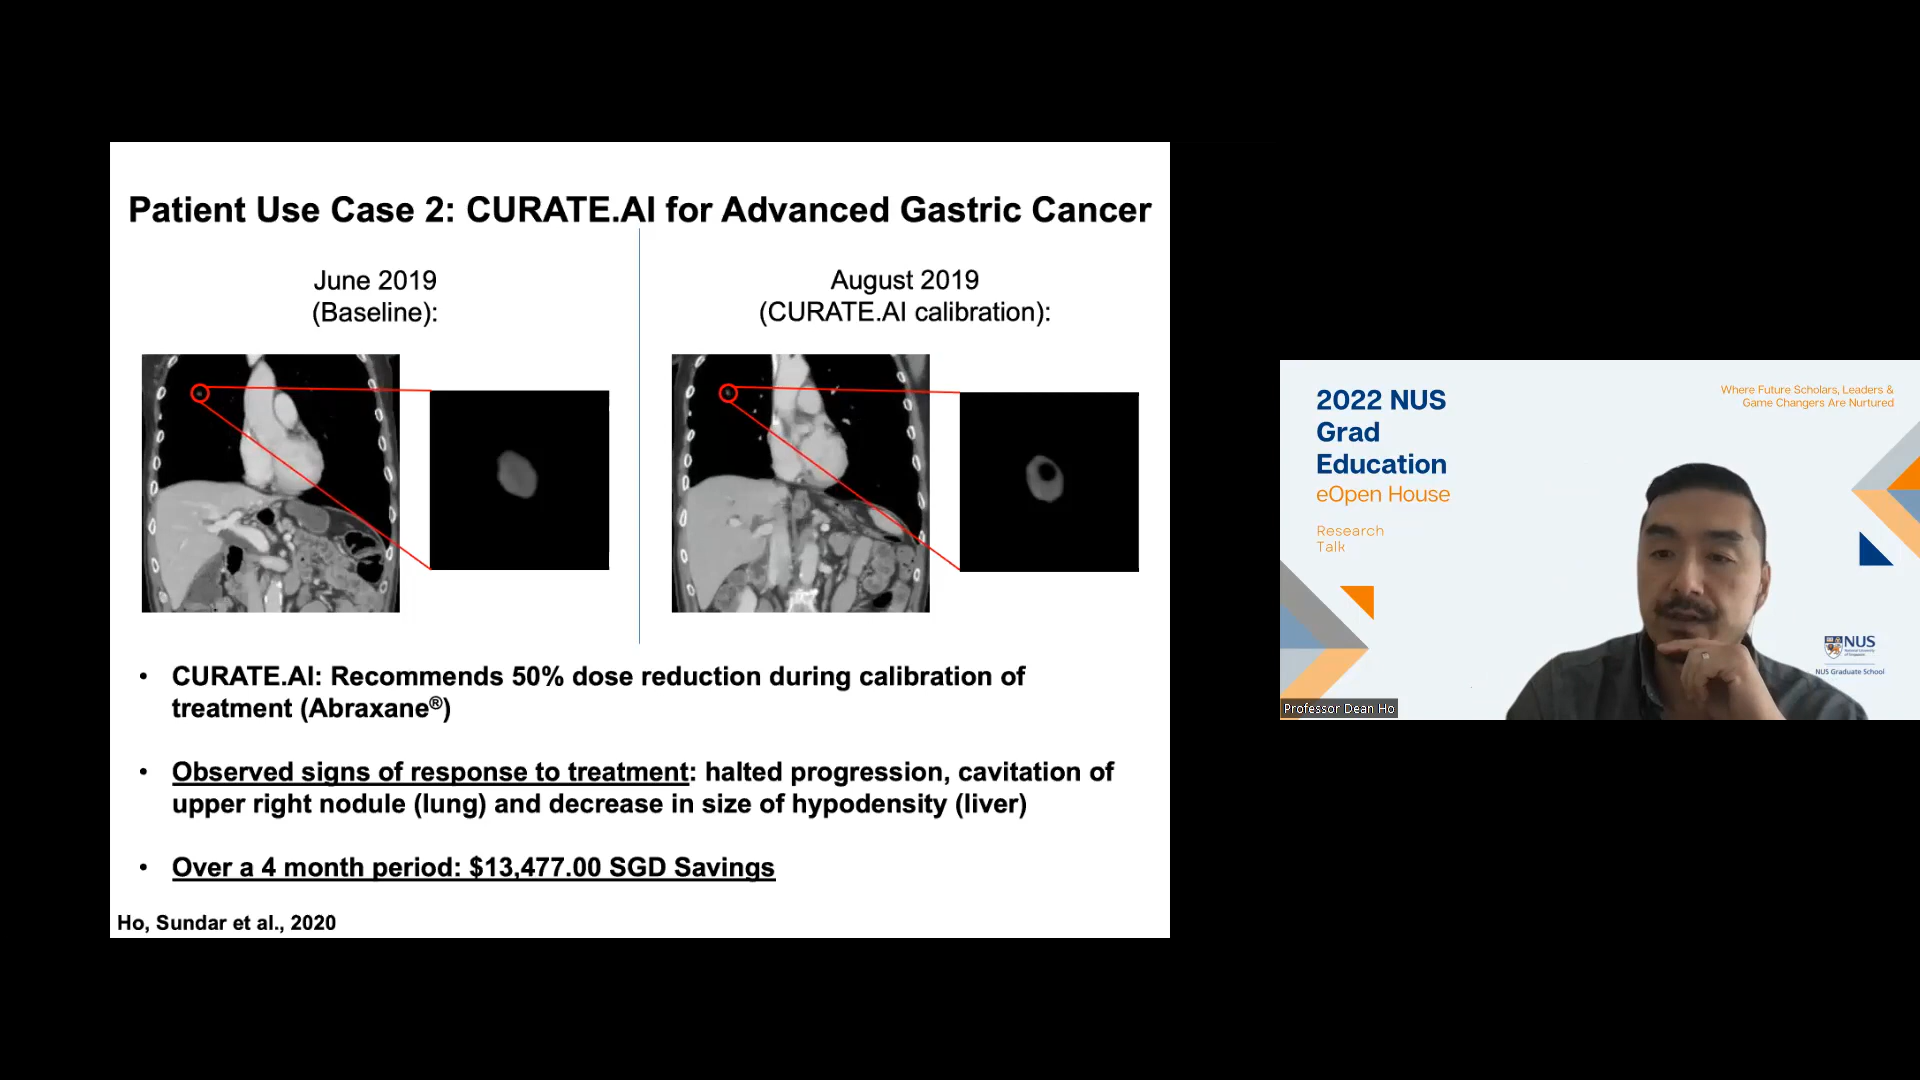 Patient Use Case 2: CURATE.AI for Advanced Gastric Cancer
June 2019
(Baseline):
August 2019
(CURATE.AI calibration):
• CURATE.AI: Recommends 50% dose reduction during calibration of
treatment (Abraxane®)
• Observed signs of response to treatment: halted progression, cavitation of
upper right nodule (lung) and decrease in size of hypodensity (liver)
• Over a 4 month period: $13,477.00 SGD Savings
Ho, Sundar et al., 2020
2022 NUS
Grad
Education
eOpen House
Research
Talk
Where Future Scholars, Leaders &
Game Changers Are Nurtured
NUS
National University
of Singapore
NUS Graduate School
Professor Dean Ho